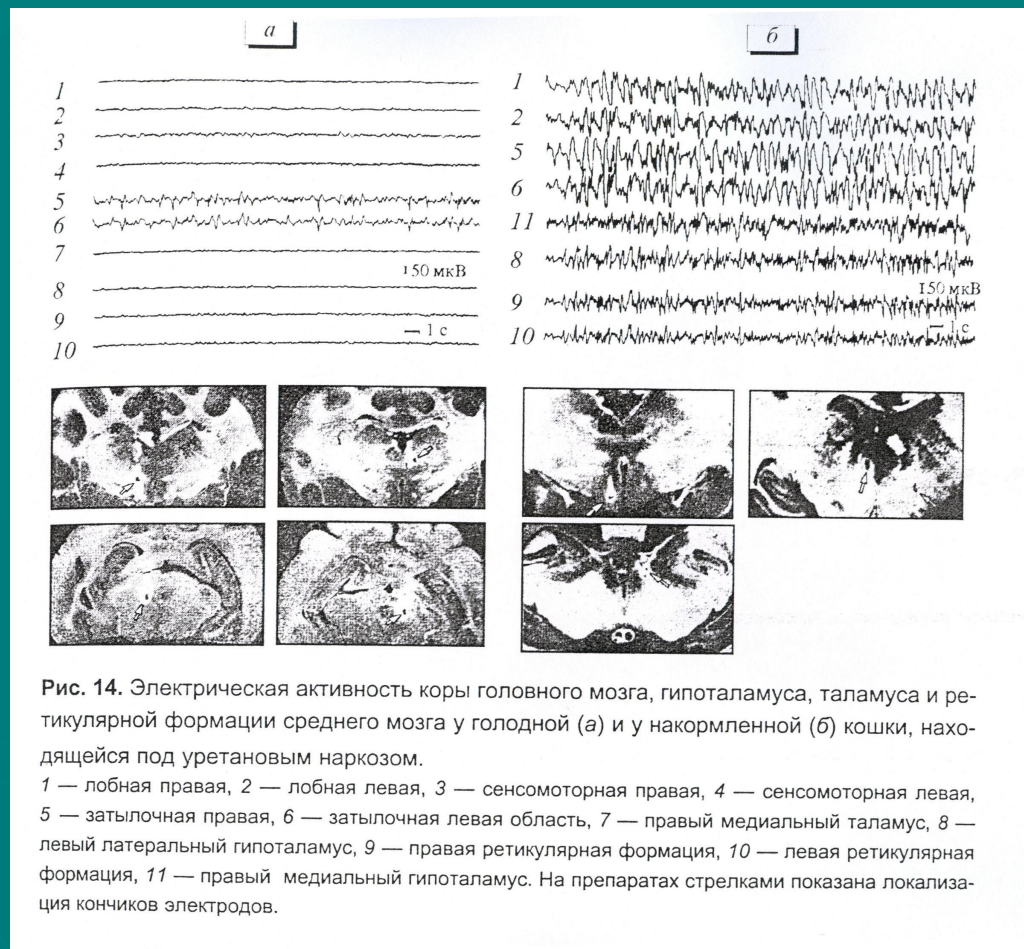 а
б
1
2
3
4
5
6
7
150 мкВ
8
9
1 с
10
1
2
5
6
11
8
150 мкВ
9
1 с
10
Рис. 14. Электрическая активность коры головного мозга, гипоталамуса, таламуса и ре-
тикулярной формации среднего мозга у голодной (а) и у накормленной (б) кошки, нахо-
дящейся под уретановым наркозом.
1 — лобная правая, 2 — лобная левая, 3 — сенсомоторная правая, 4 — сенсомоторная левая,
5 — затылочная правая, 6 — затылочная левая область, 7 — правый медиальный таламус, 8 —
левый латеральный гипоталамус, 9 — правая ретикулярная формация, 10 — левая ретикулярная
формация, 11 — правый медиальный гипоталамус. На препаратах стрелками показана локализа-
ция кончиков электродов.